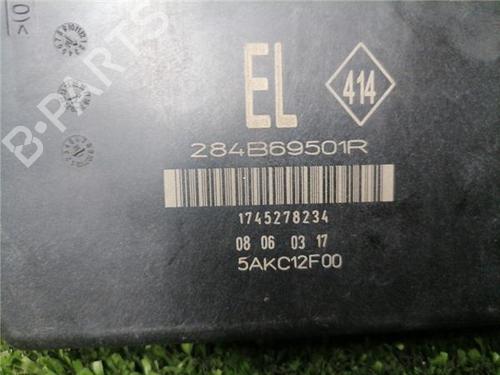 EL 414
284B69501R
1745278234
08 06 03 17
5AKC12F00
B-PARTS